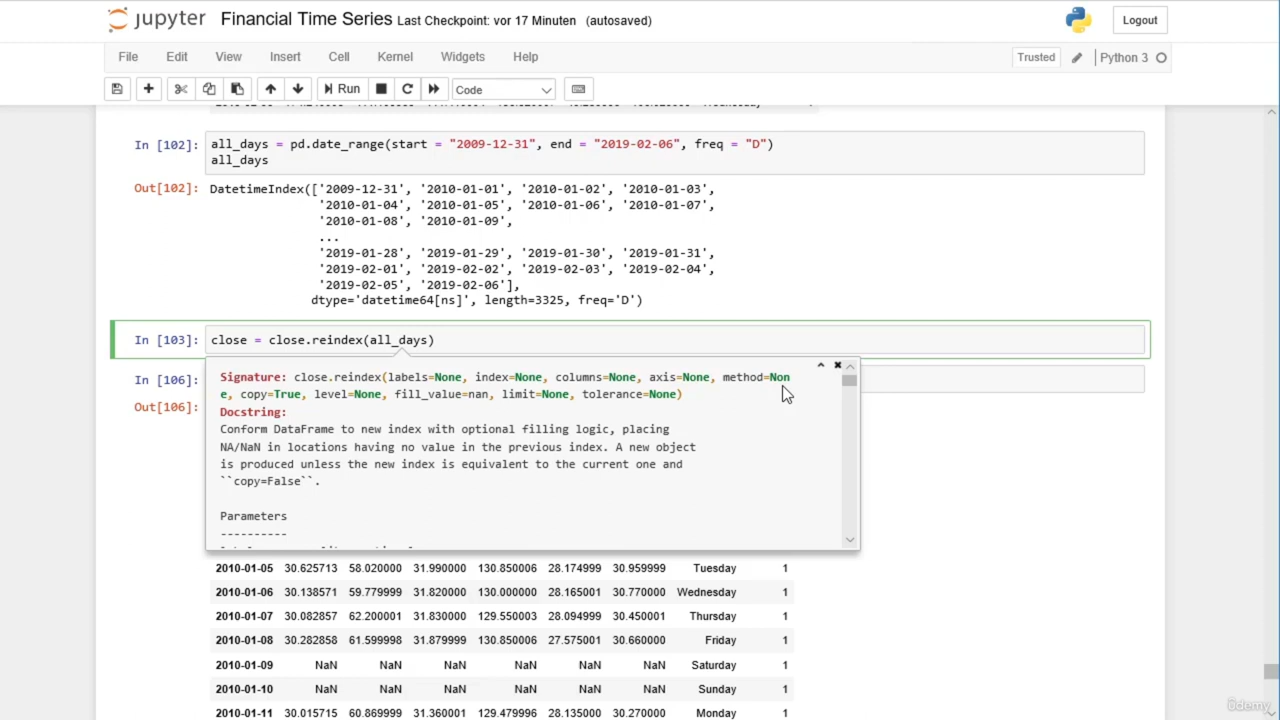 jupyter Financial Time Series Last Checkpoint: vor 17 Minuten (autosaved) Logout
File Edit View Insert Cell Kernel Widgets Help Trusted Python 3
Run Code
In [102]: all_days = pd.date_range(start = "2009-12-31", end = "2019-02-06", freq = "D")
all_days
Out[102]: DatetimeIndex(['2009-12-31', '2010-01-01', '2010-01-02', '2010-01-03',
'2010-01-04', '2010-01-05', '2010-01-06', '2010-01-07',
'2010-01-08', '2010-01-09',
...
'2019-01-28', '2019-01-29', '2019-01-30', '2019-01-31',
'2019-02-01', '2019-02-02', '2019-02-03', '2019-02-04',
'2019-02-05', '2019-02-06'],
dtype='datetime64[ns]', length=3325, freq='D')
In [103]: close = close.reindex(all_days)
In [106]:
Out[106]:
Signature: close.reindex(labels=None, index=None, columns=None, axis=None, method=Non
e, copy=True, level=None, fill_value=nan, limit=None, tolerance=None)
Docstring:
Conform DataFrame to new index with optional filling logic, placing
NA/NaN in locations having no value in the previous index. A new object
is produced unless the new index is equivalent to the current one and
``copy=False``.
Parameters
----------
2010-01-05 30.625713 58.020000 31.990000 130.850006 28.174999 30.959999 Tuesday 1
2010-01-06 30.138571 59.779999 31.820000 130.000000 28.165001 30.770000 Wednesday 1
2010-01-07 30.082857 62.200001 31.830000 129.550003 28.094999 30.450001 Thursday 1
2010-01-08 30.282858 61.599998 31.879999 130.850006 27.575001 30.660000 Friday 1
2010-01-09 NaN NaN NaN NaN NaN NaN Saturday 1
2010-01-10 NaN NaN NaN NaN NaN NaN Sunday 1
2010-01-11 30.015715 60.869999 31.360001 129.479996 28.135000 30.270000 Monday 1
ûdemy